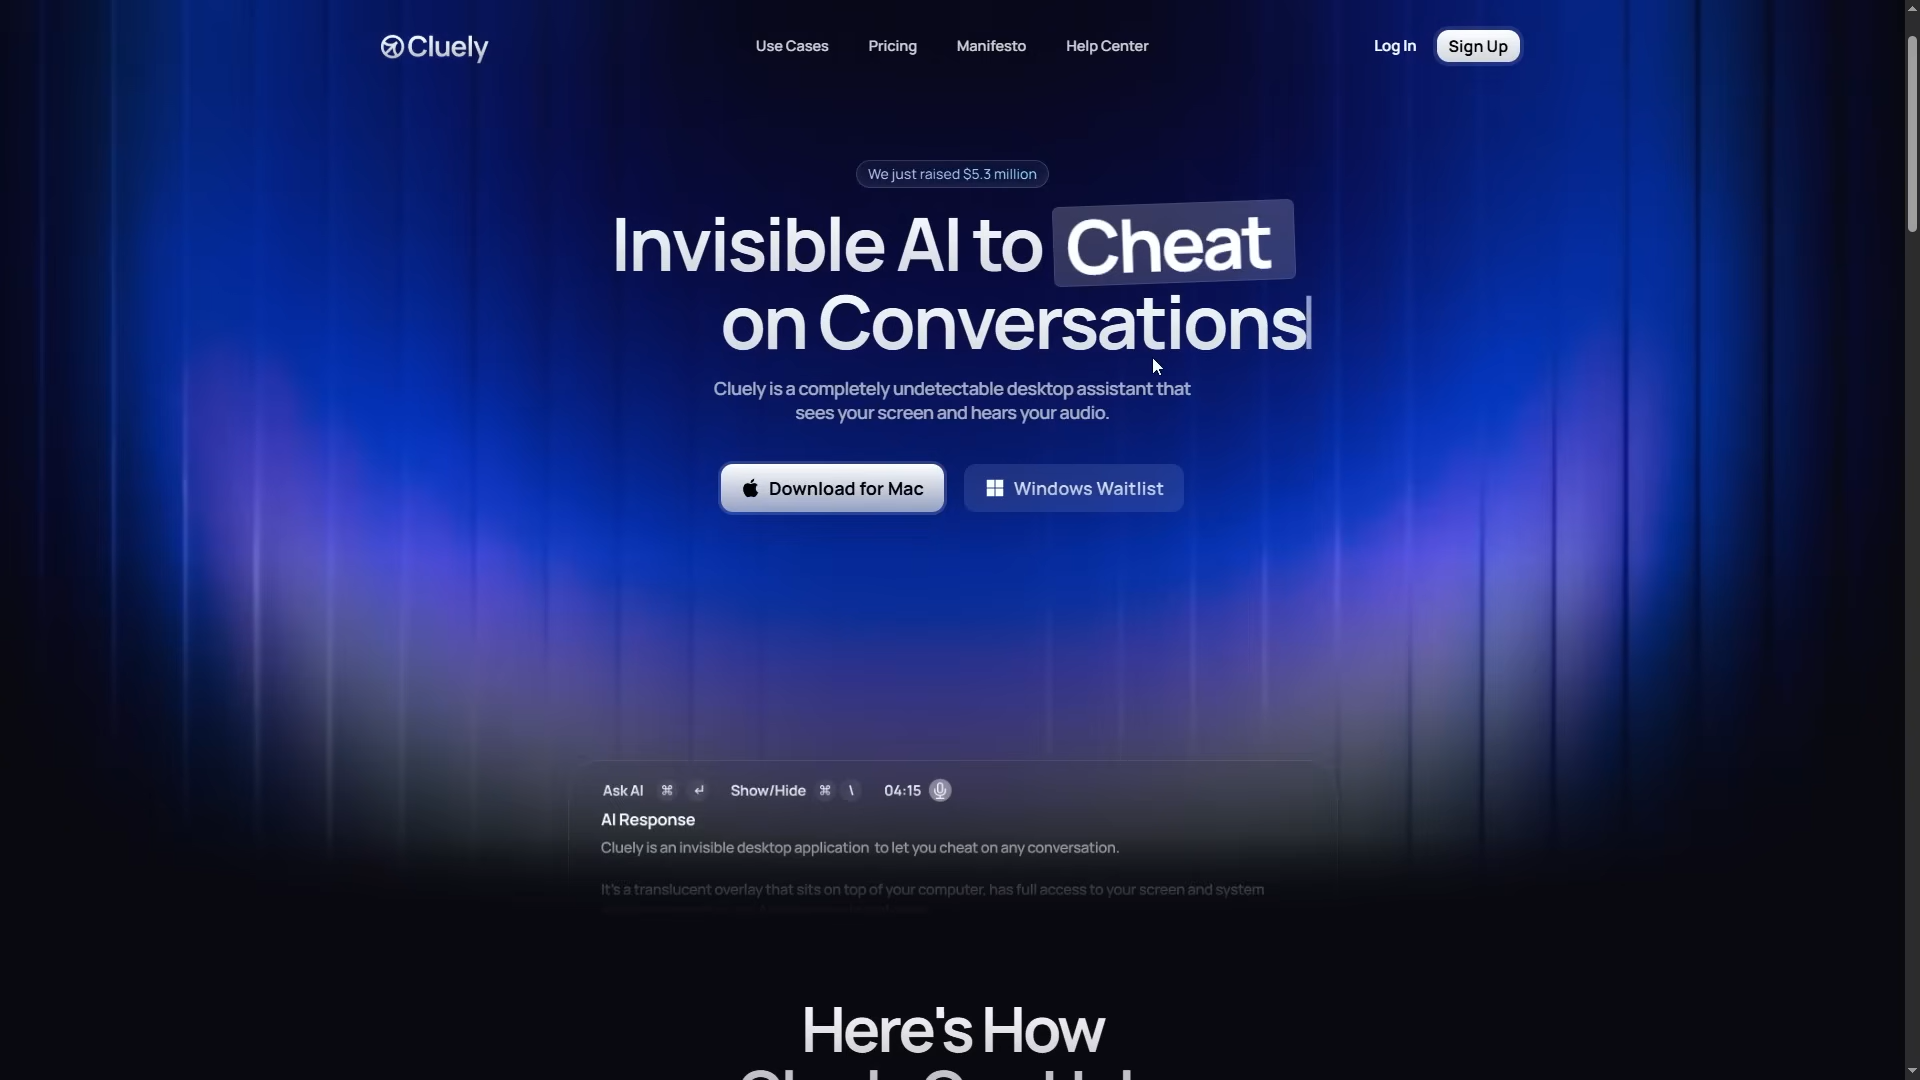 Cluely
Use Cases Pricing Manifesto Help Center
Log In Sign Up
We just raised $5.3 million
Invisible AI to Cheat
on Conversations
Cluely is a completely undetectable desktop assistant that
sees your screen and hears your audio.
Download for Mac
Windows Waitlist
Ask AI ⌘ ↵ Show/Hide ⌘ \ 04:15
AI Response
Cluely is an invisible desktop application to let you cheat on any conversation.
It's a translucent overlay that sits on top of your computer, has full access to your screen and system
Here's How